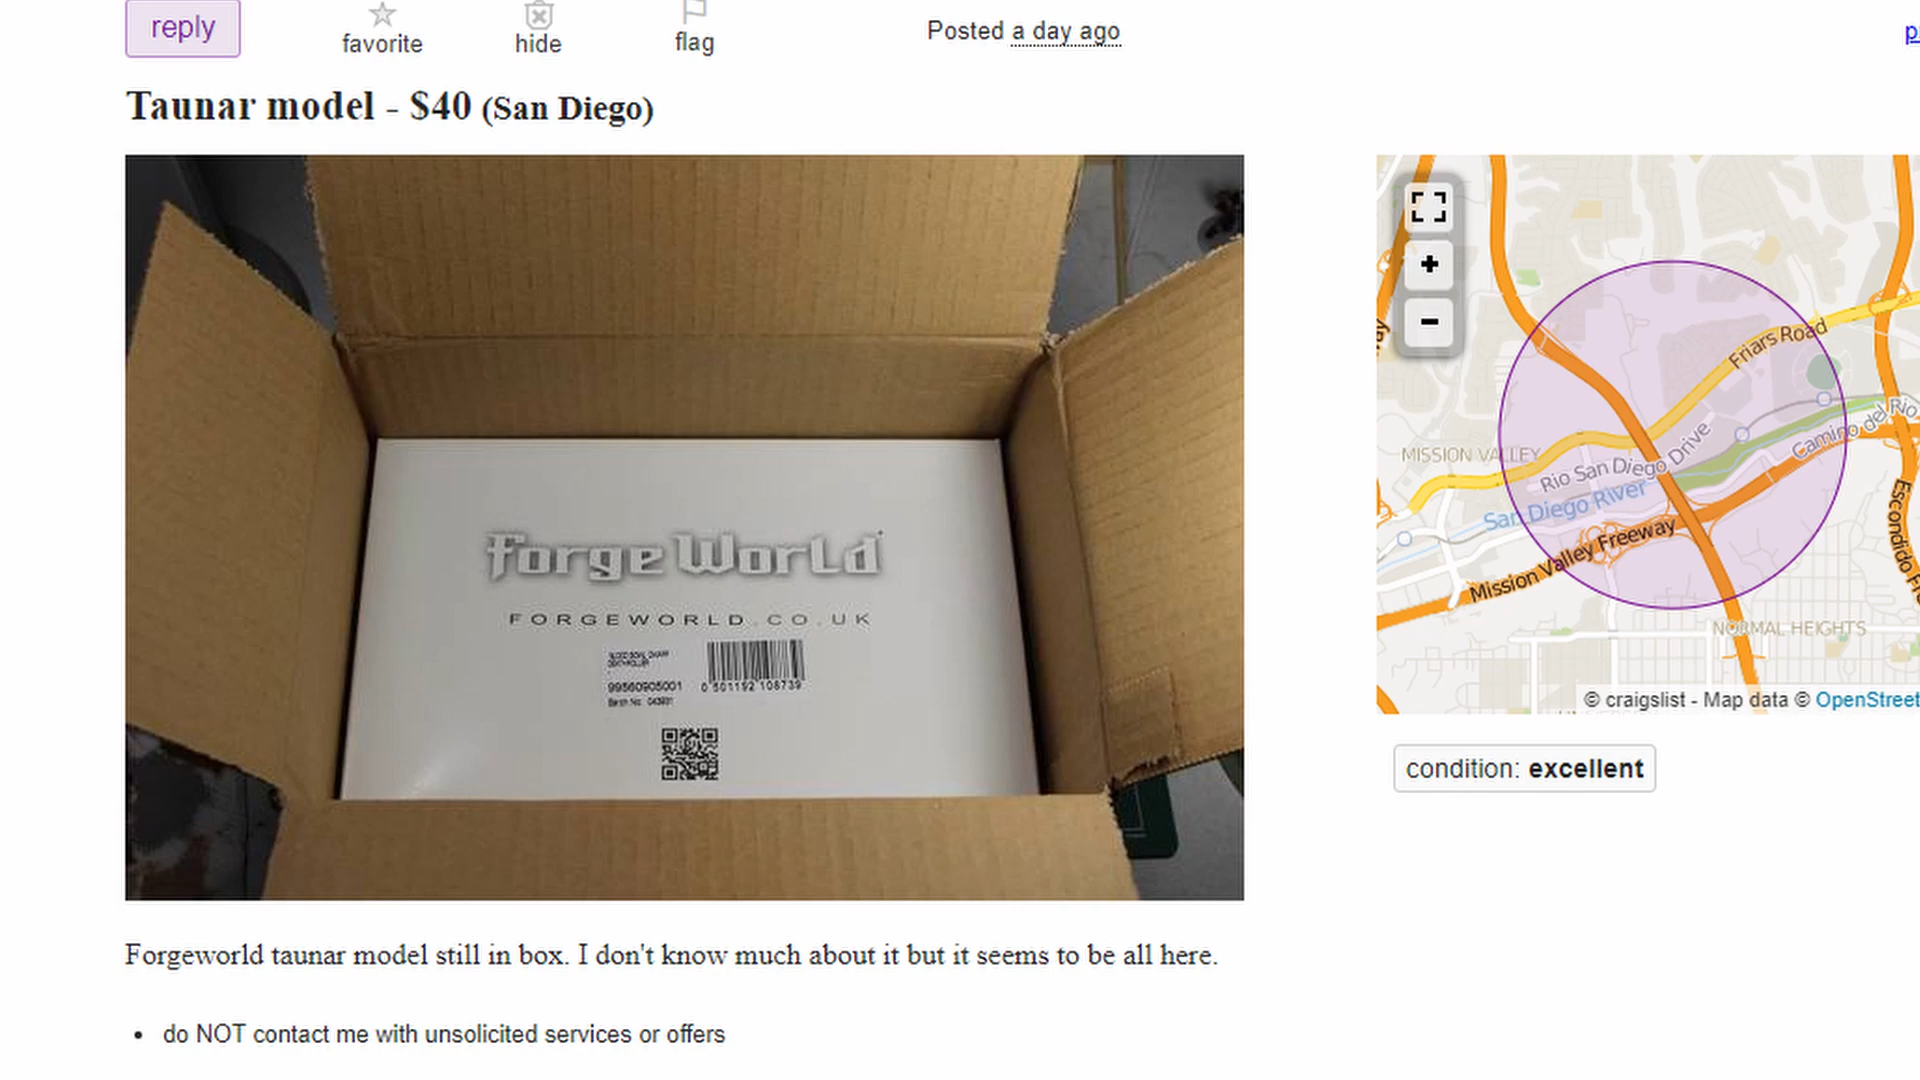 reply
favorite
hide
flag
Posted a day ago
Taunar model - $40 (San Diego)
Forge World
FORGEWORLD.CO.UK
99560905001
0 501192 108739
Batch No:
+
-
Friars Road
MISSION VALLEY
Rio San Diego Drive
Camino del Rio
San Diego River
Mission Valley Freeway
Escondido
NORMAL HEIGHTS
© craigslist - Map data © OpenStreet
condition: excellent
Forgeworld taunar model still in box. I don't know much about it but it seems to be all here.
• do NOT contact me with unsolicited services or offers